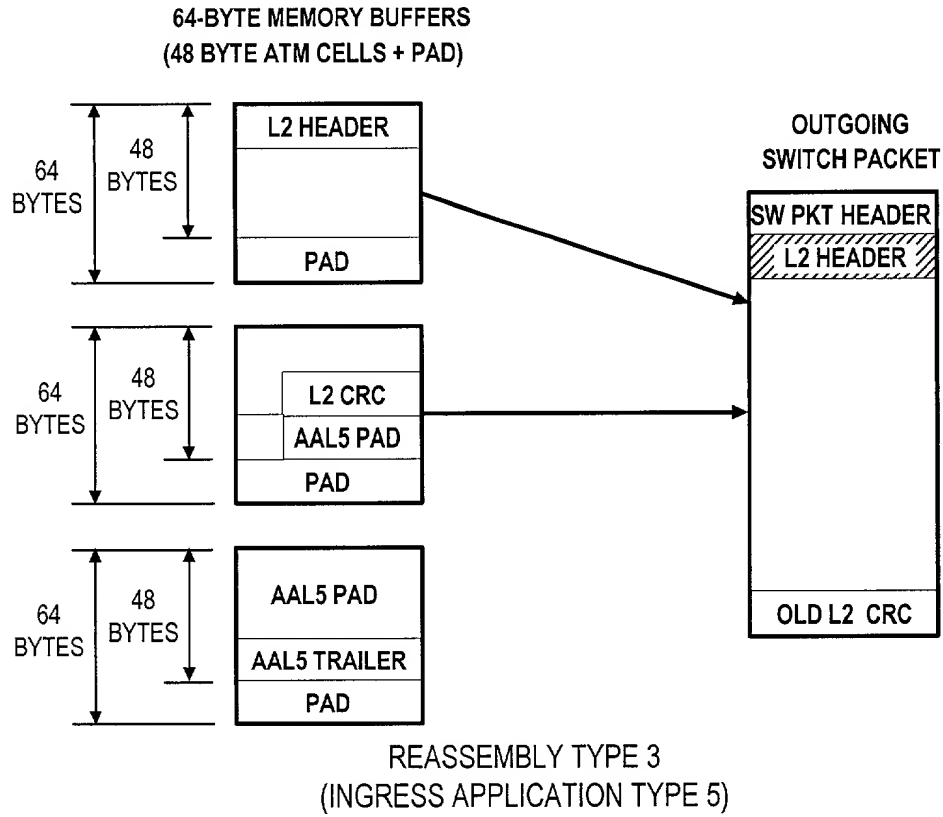 64-BYTE MEMORY BUFFERS
(48 BYTE ATM CELLS + PAD)
64
BYTES
48
BYTES
L2 HEADER
PAD
64
BYTES
48
BYTES
L2 CRC
AAL5 PAD
PAD
64
BYTES
48
BYTES
AAL5 PAD
AAL5 TRAILER
PAD
OUTGOING
SWITCH PACKET
SW PKT HEADER
L2 HEADER
OLD L2 CRC
REASSEMBLY TYPE 3
(INGRESS APPLICATION TYPE 5)